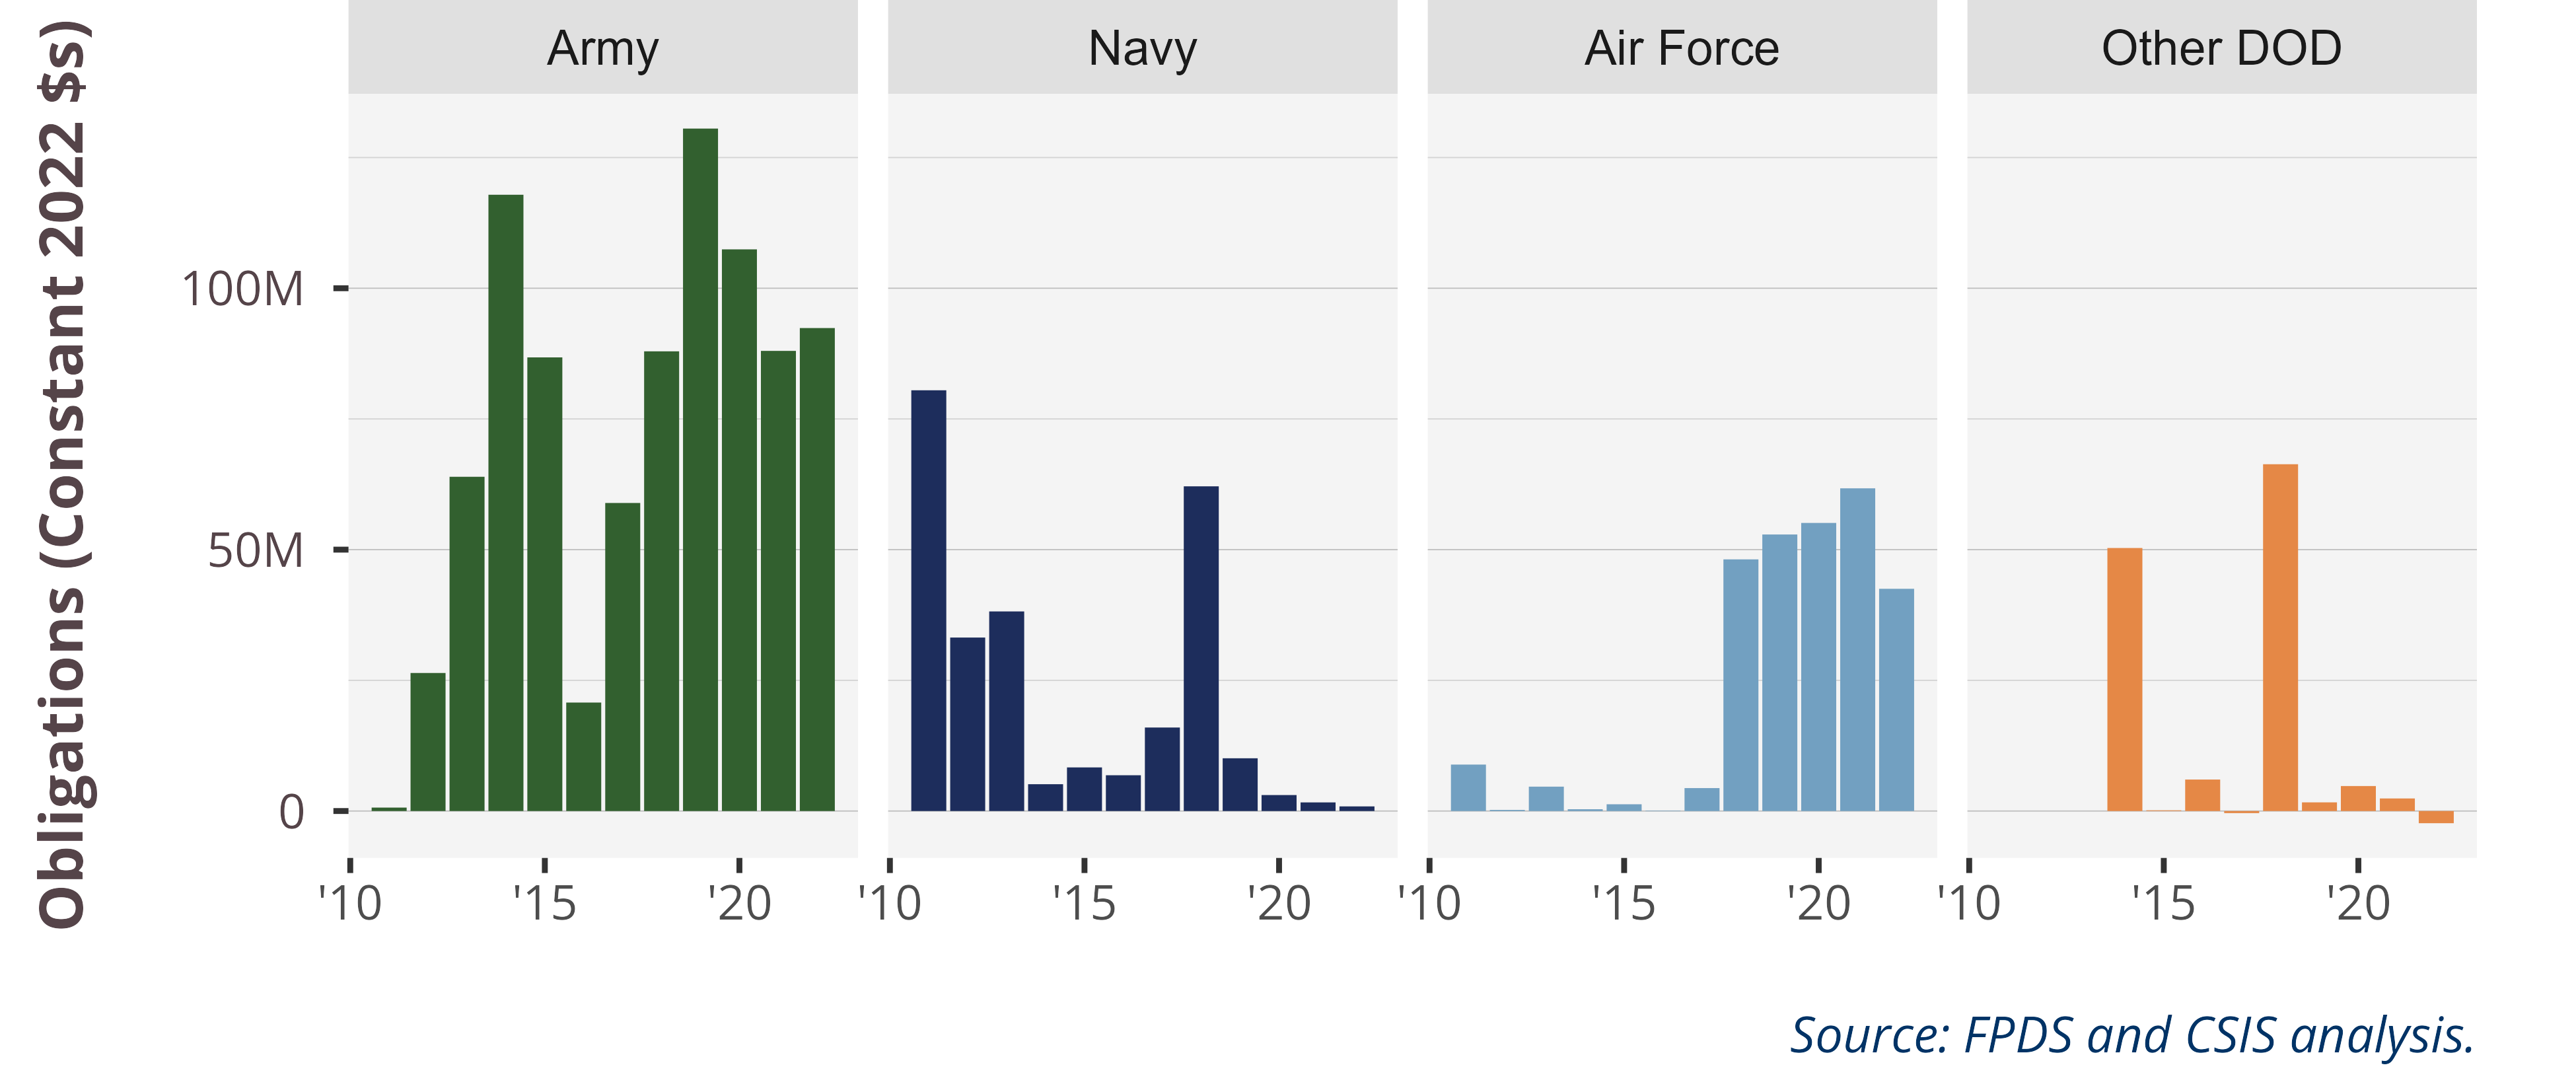 Obligations (Constant 2022 $s)
Army
Navy
Air Force
Other DOD
100M
50M
0
'10 '15 '20
'10 '15 '20
'10 '15 '20
'10 '15 '20
Source: FPDS and CSIS analysis.